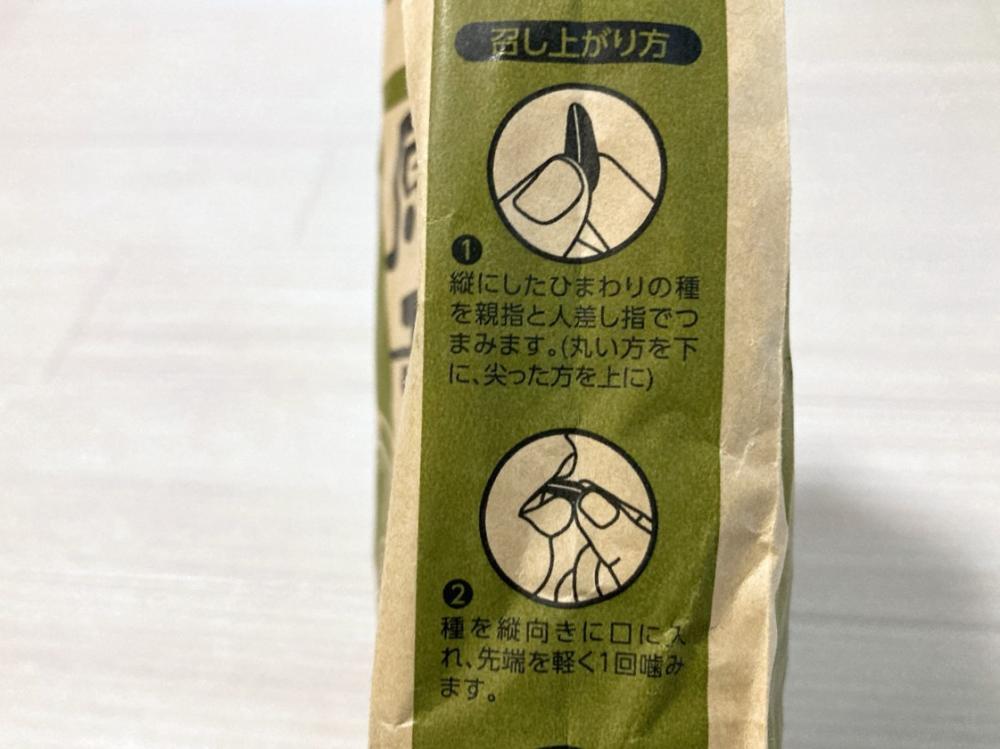 召し上がり方
❶
縦にしたひまわりの種
を親指と人差し指でつ
まみます。(丸い方を下
に、尖った方を上に)
❷
種を縦向きに口に入
れ、先端を軽く1回噛み
ます。